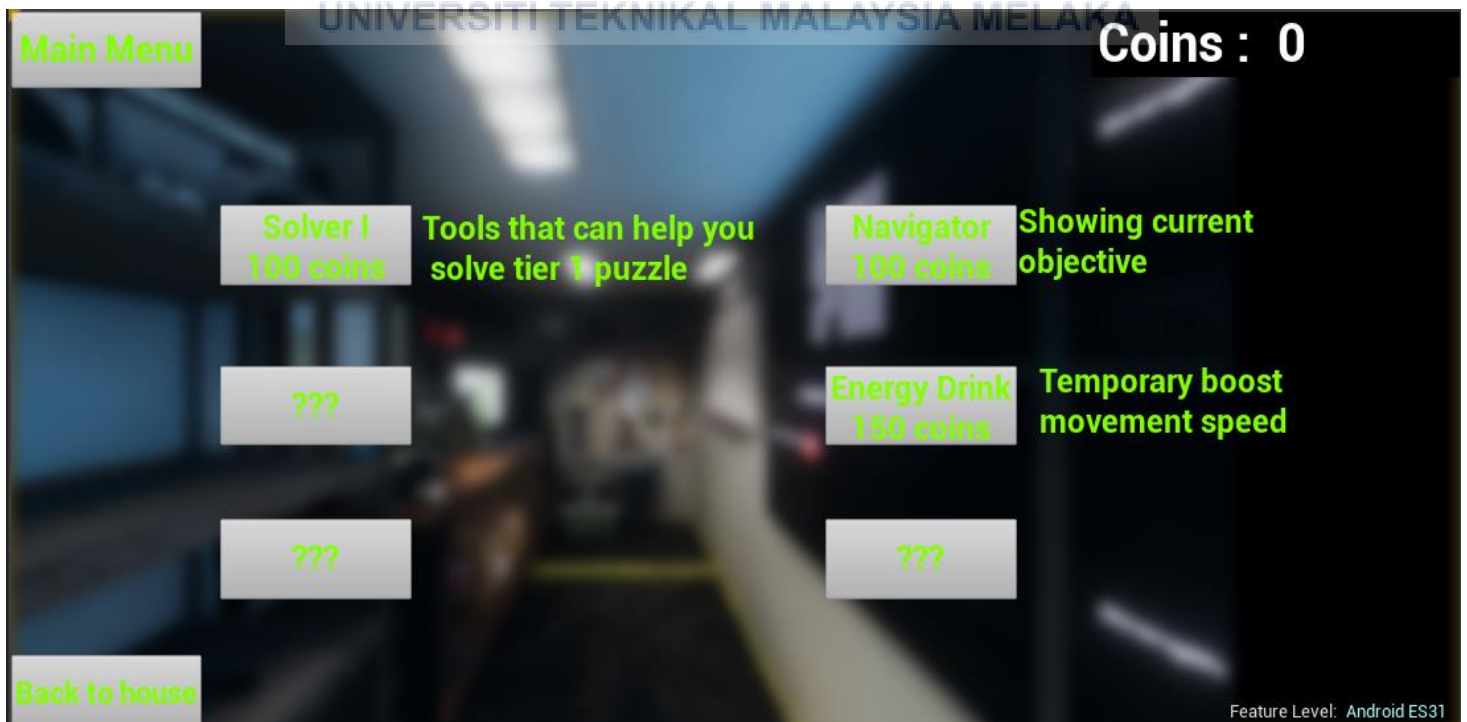 UNIVERSITI TEKNIKAL MALAYSIA MELAKA
Main Menu
Coins : 0
Solver I
100 coins
Tools that can help you
solve tier 1 puzzle
Navigator
100 coins
Showing current
objective
???
Energy Drink
150 coins
Temporary boost
movement speed
???
???
Back to house
Feature Level: Android ES31